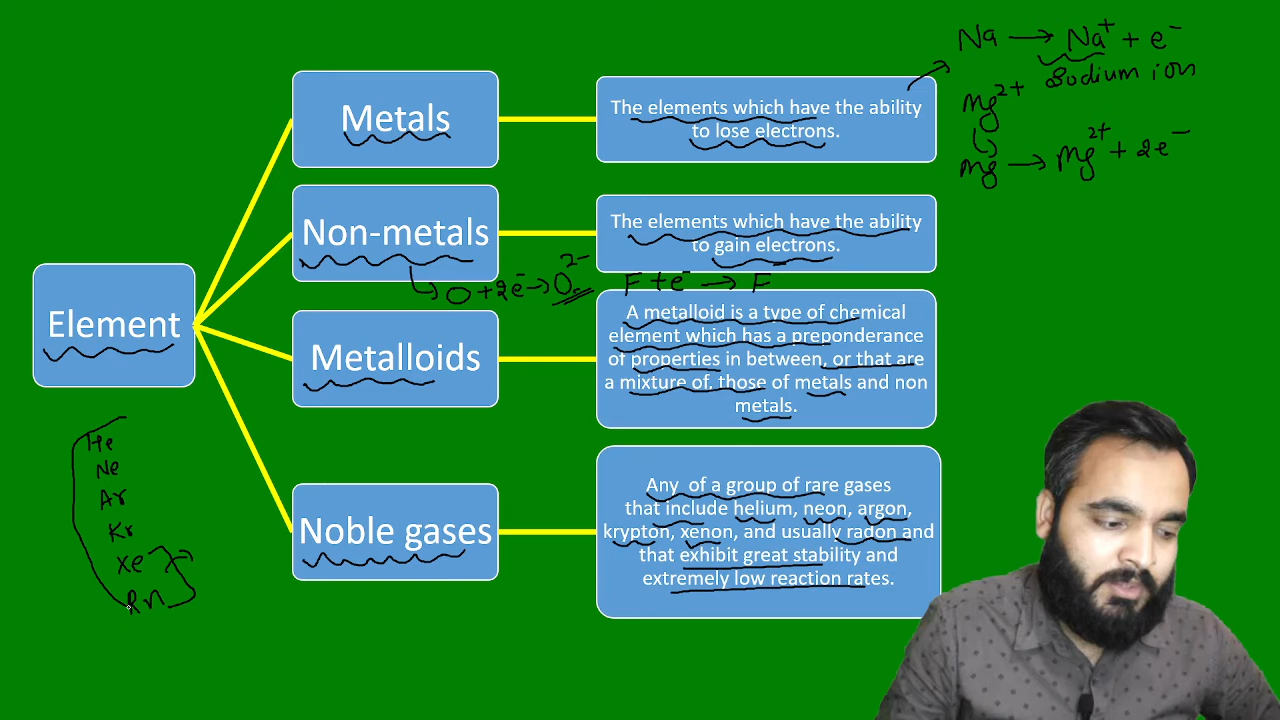 Element
Metals
The elements which have the ability
to lose electrons.
Na → Na⁺ + e⁻
Sodium ion
Mg²⁺
Mg → Mg²⁺ + 2e⁻
Non-metals
The elements which have the ability
to gain electrons.
O + 2e⁻ → O²⁻
F + e⁻ → F
Metalloids
A metalloid is a type of chemical
element which has a preponderance
of properties in between, or that are
a mixture of, those of metals and non
metals.
Noble gases
Any of a group of rare gases
that include helium, neon, argon,
krypton, xenon, and usually radon and
that exhibit great stability and
extremely low reaction rates.
He
Ne
Ar
Kr
Xe
Rn